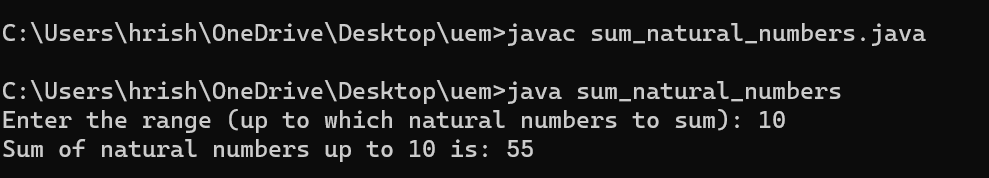 C:\Users\hrish\OneDrive\Desktop\uem>javac sum_natural_numbers.java
C:\Users\hrish\OneDrive\Desktop\uem>java sum_natural_numbers
Enter the range (up to which natural numbers to sum): 10
Sum of natural numbers up to 10 is: 55